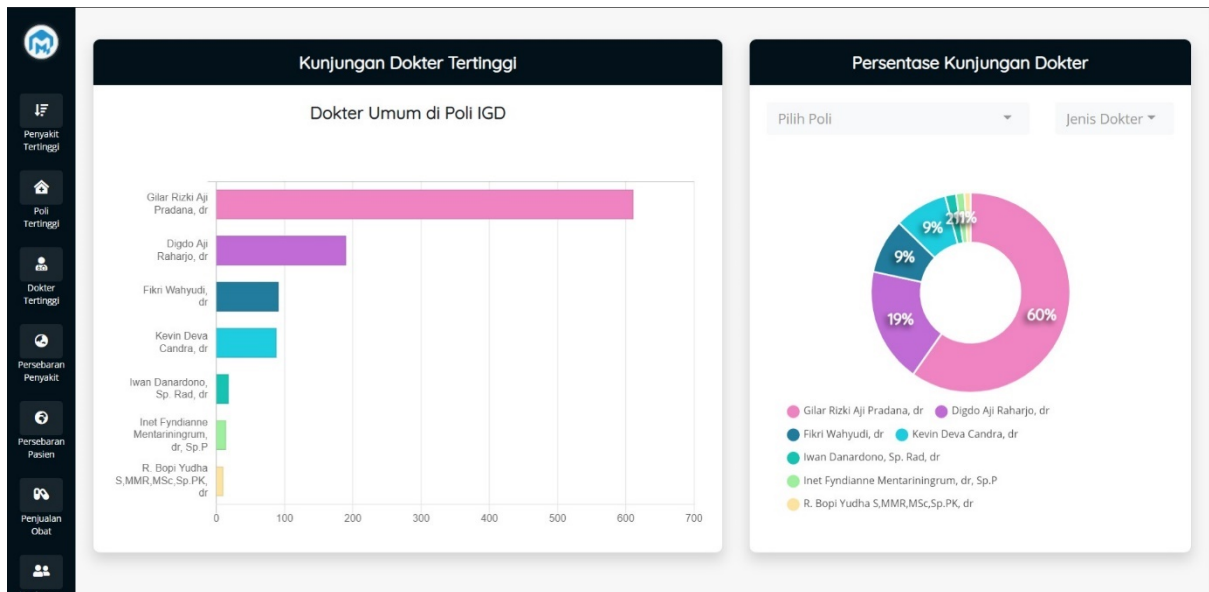 Penyakit
Tertinggi
Poli
Tertinggi
Dokter
Tertinggi
Persebaran
Penyakit
Persebaran
Pasien
Penjualan
Obat
Kunjungan Dokter Tertinggi
Dokter Umum di Poli IGD
Gilar Rizki Aji
Pradana, dr
Digdo Aji
Raharjo, dr
Fikri Wahyudi,
dr
Kevin Deva
Candra, dr
Iwan Danardono,
Sp. Rad, dr
Inet Fyndianne
Mentariningrum,
dr, Sp.P
R. Bopi Yudha
S,MMR,MSc,Sp.PK,
dr
0 100 200 300 400 500 600 700
Persentase Kunjungan Dokter
Pilih Poli Jenis Dokter
9% 2% 1% 1%
9%
60%
19%
Gilar Rizki Aji Pradana, dr Digdo Aji Raharjo, dr
Fikri Wahyudi, dr Kevin Deva Candra, dr
Iwan Danardono, Sp. Rad, dr
Inet Fyndianne Mentariningrum, dr, Sp.P
R. Bopi Yudha S,MMR,MSc,Sp.PK, dr